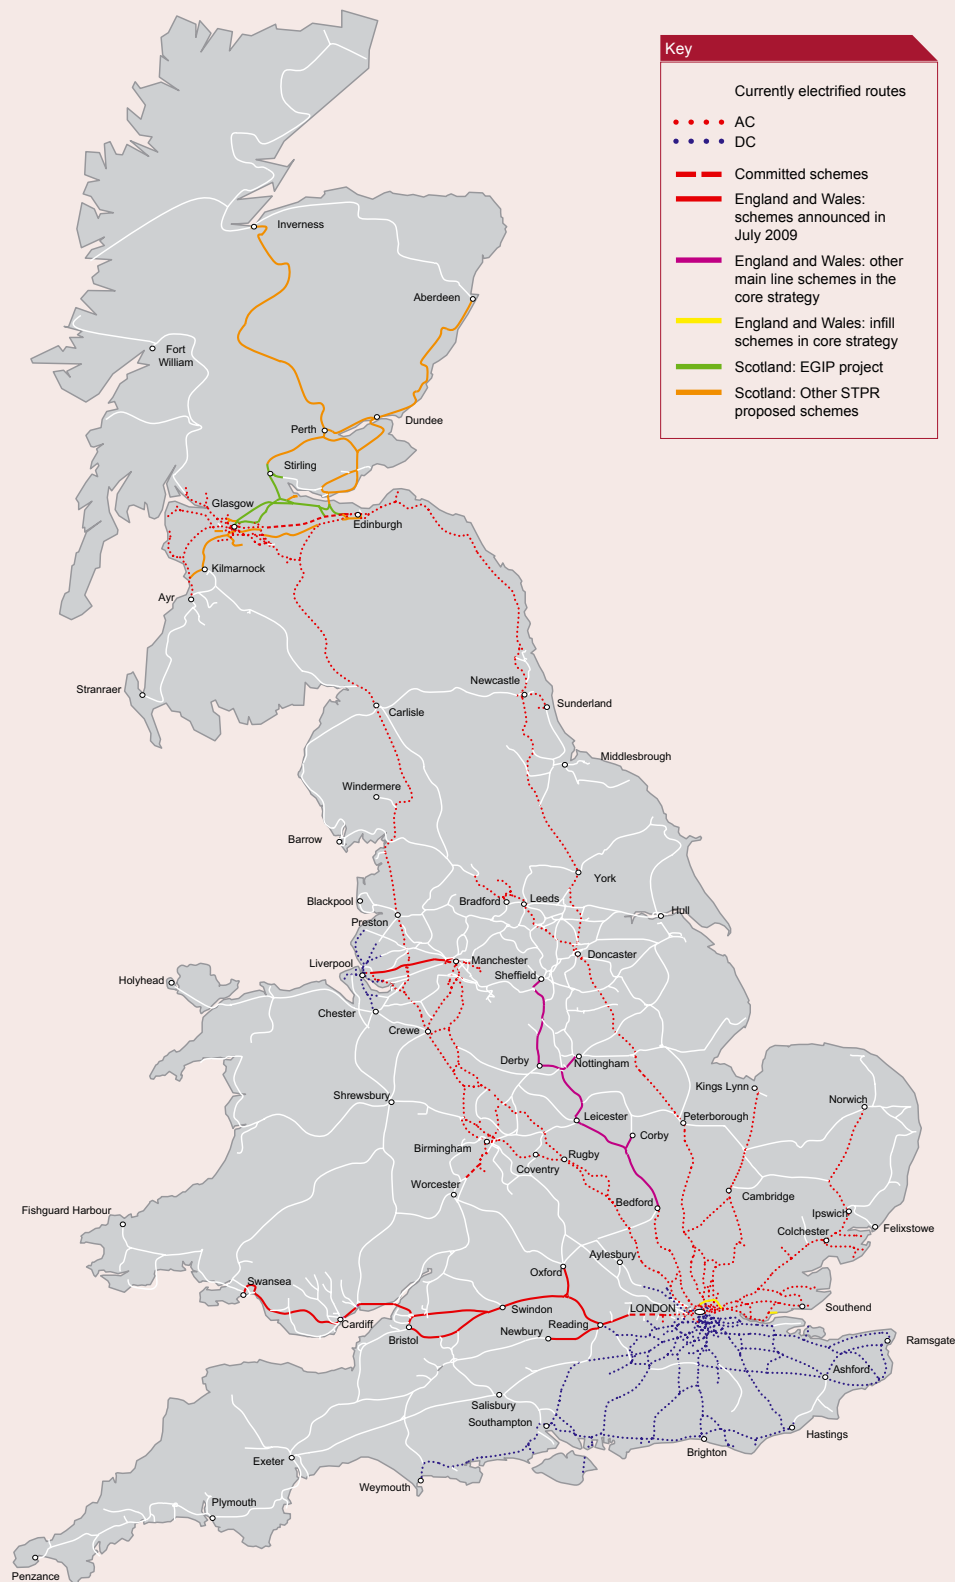 Key
Currently electrified routes
AC
DC
Committed schemes
England and Wales:
schemes announced in
July 2009
England and Wales: other
main line schemes in the
core strategy
England and Wales: infill
schemes in core strategy
Scotland: EGIP project
Scotland: Other STPR
proposed schemes
Inverness
Aberdeen
Fort
William
Dundee
Perth
Stirling
Glasgow
Edinburgh
Kilmarnock
Ayr
Stranraer
Newcastle
Sunderland
Carlisle
Middlesbrough
Windermere
Barrow
York
Blackpool
Bradford
Leeds
Preston
Hull
Doncaster
Liverpool
Manchester
Sheffield
Holyhead
Chester
Crewe
Derby
Nottingham
Kings Lynn
Norwich
Shrewsbury
Leicester
Peterborough
Corby
Birmingham
Rugby
Coventry
Worcester
Cambridge
Bedford
Fishguard Harbour
Ipswich
Felixstowe
Colchester
Aylesbury
Oxford
Swansea
Swindon
LONDON
Southend
Cardiff
Reading
Newbury
Bristol
Ramsgate
Ashford
Salisbury
Southampton
Hastings
Brighton
Exeter
Weymouth
Plymouth
Penzance